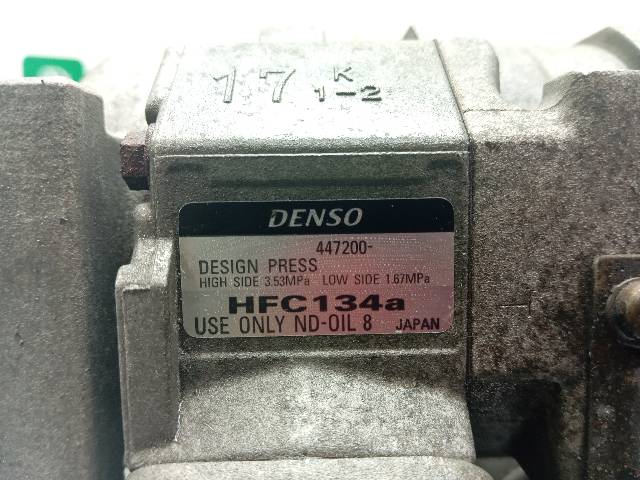 17 K
1-2
DENSO
447200-
DESIGN PRESS
HIGH SIDE 3.53MPa LOW SIDE 1.67MPa
HFC134a
USE ONLY ND-OIL 8 JAPAN